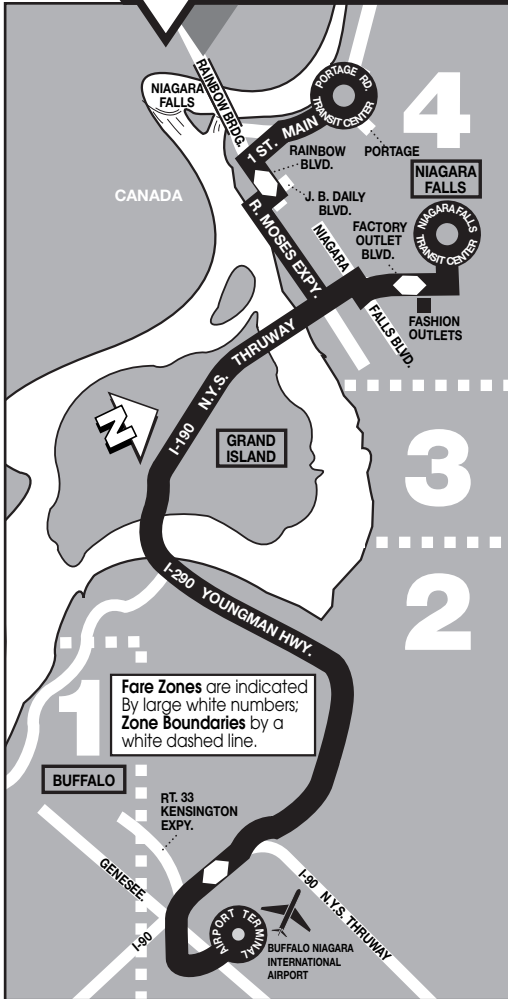 RAINBOW BRDG.
NIAGARA
FALLS
PORTAGE RD.
TRANSIT CENTER
4
1 ST. MAIN
RAINBOW
BLVD.
PORTAGE
NIAGARA
FALLS
CANADA
J. B. DAILY
BLVD.
R. MOSES EXPY.
FACTORY
OUTLET
BLVD.
NIAGARA FALLS
TRANSIT CENTER
NIAGARA
FALLS BLVD.
FASHION
OUTLETS
N
I-190 N.Y.S. THRUWAY
GRAND
ISLAND
3
I-290 YOUNGMAN HWY.
2
Fare Zones are indicated
By large white numbers;
Zone Boundaries by a
white dashed line.
1
BUFFALO
RT. 33
KENSINGTON
EXPY.
GENESEE
I-90
I-90 N.Y.S. THRUWAY
AIRPORT TERMINAL
BUFFALO NIAGARA
INTERNATIONAL
AIRPORT